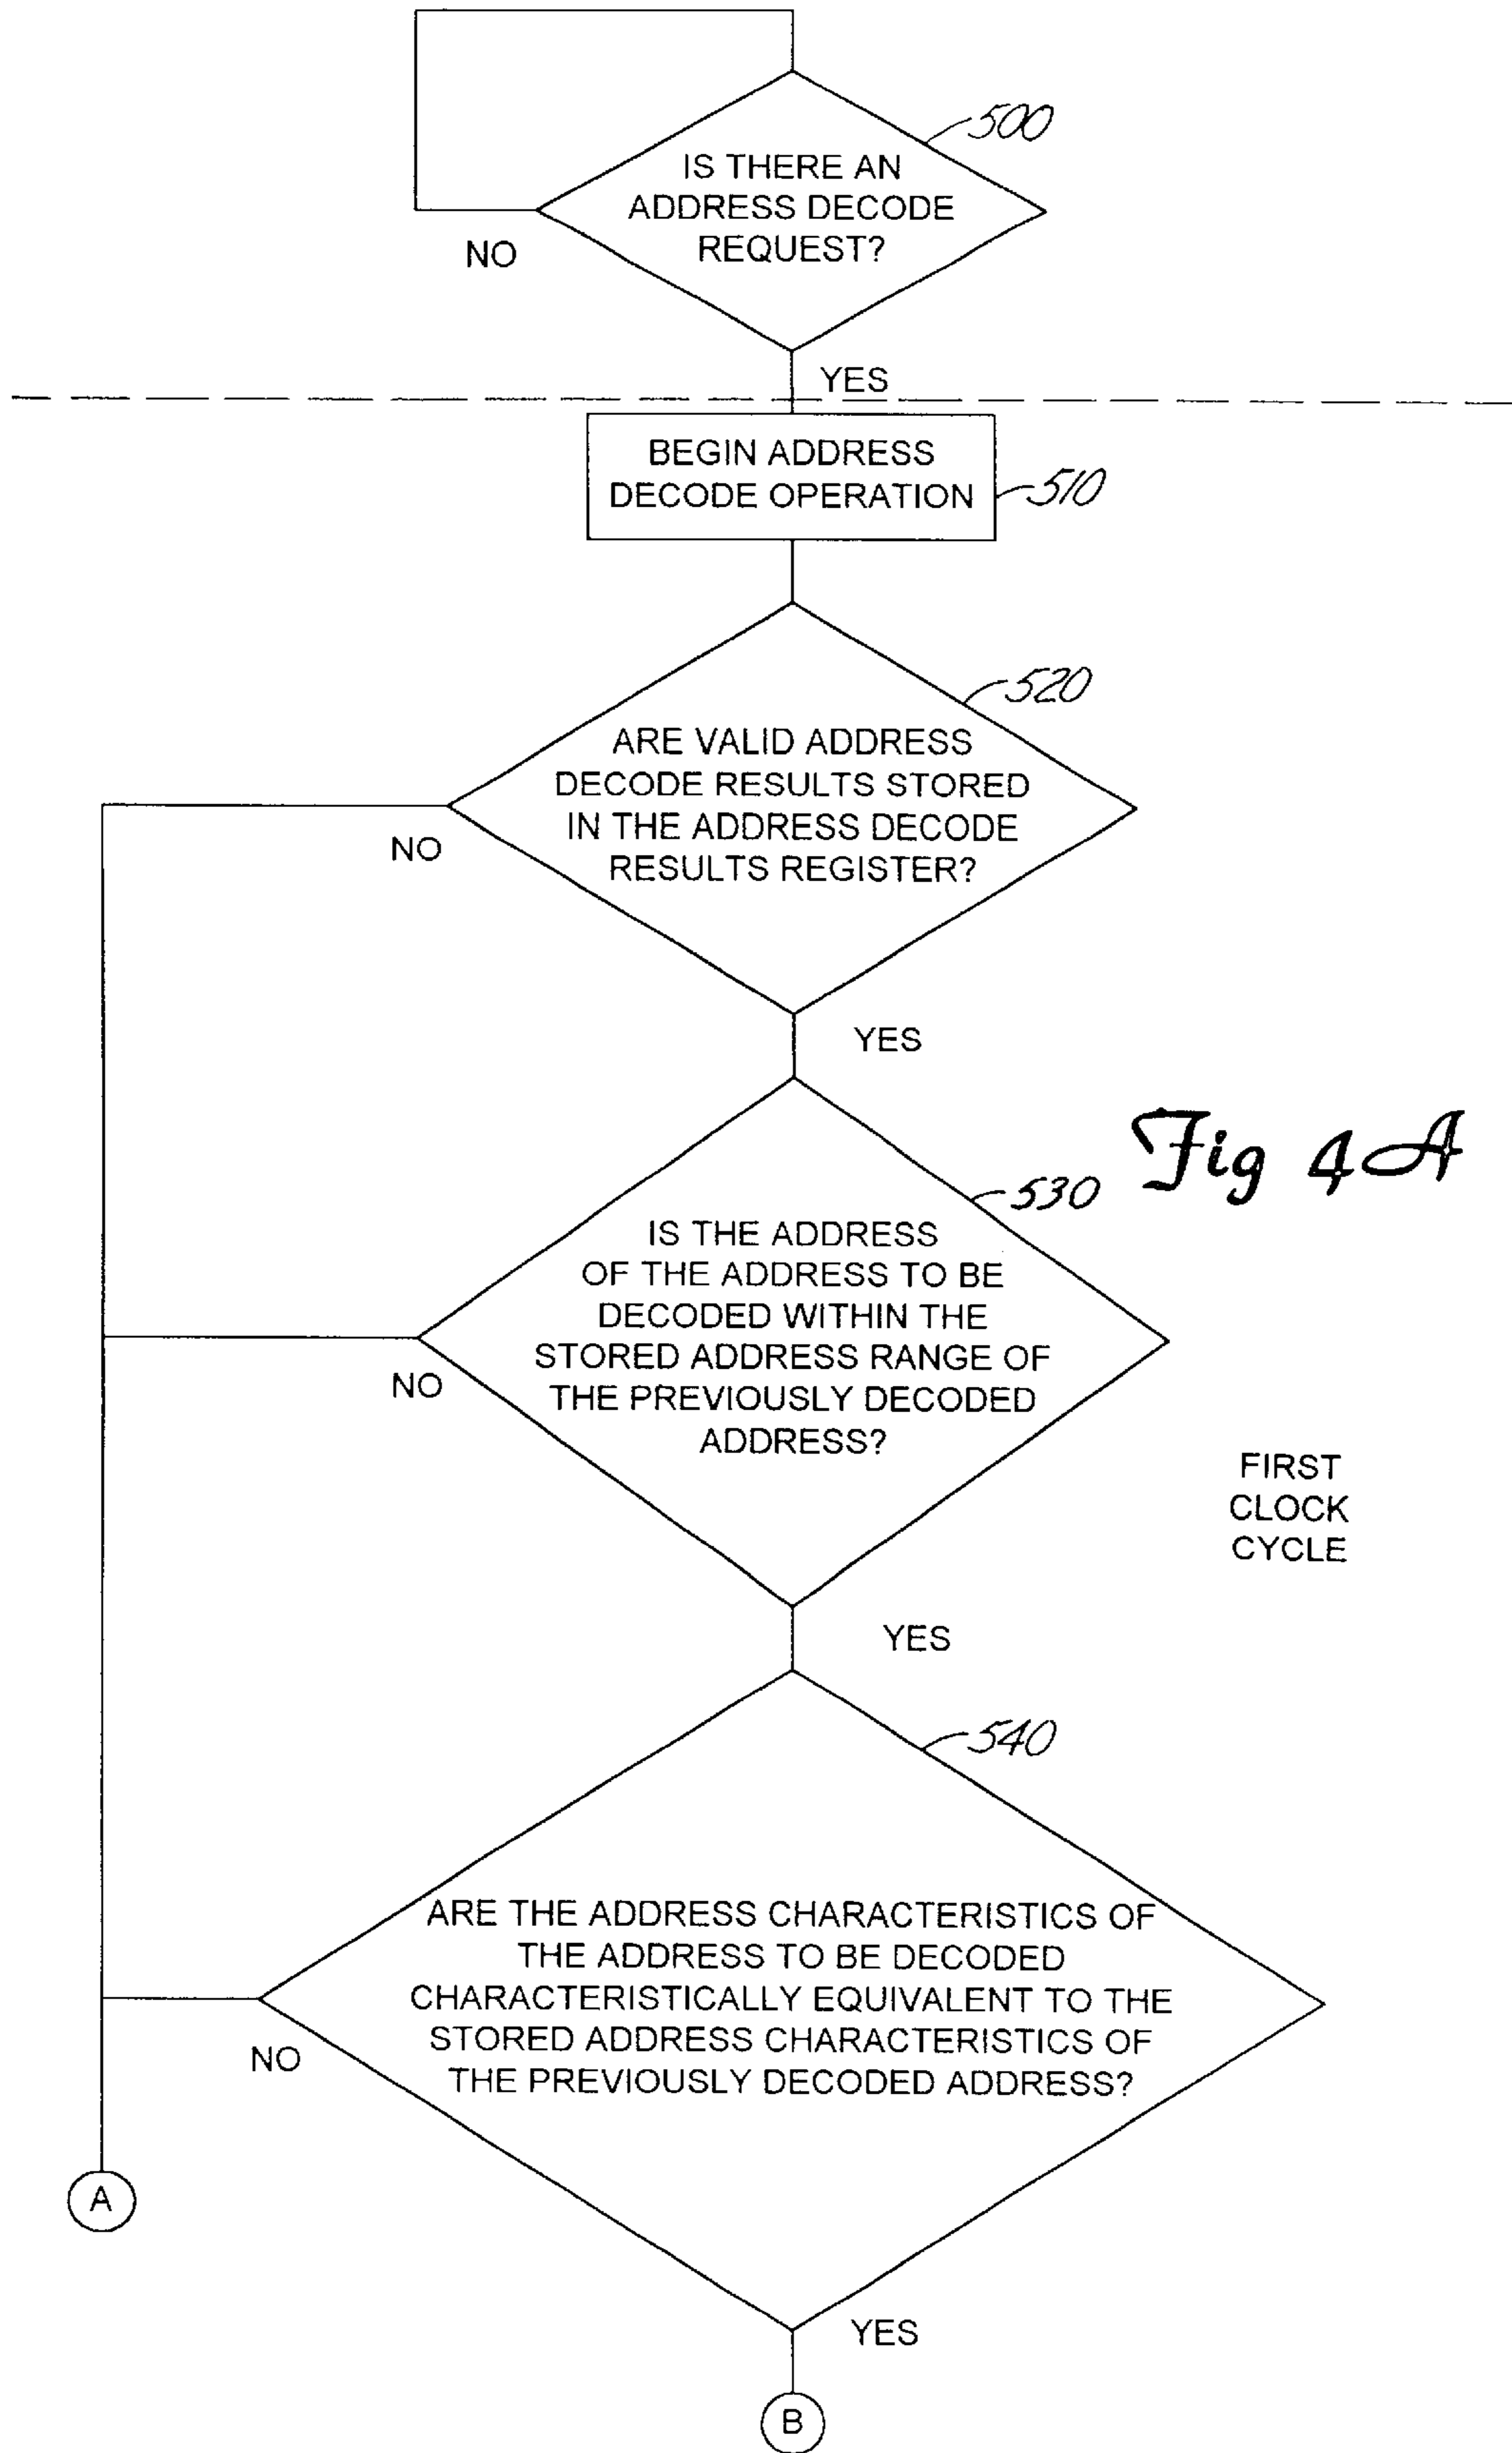 500
IS THERE AN
ADDRESS DECODE
REQUEST?
NO
YES
BEGIN ADDRESS
DECODE OPERATION
510
520
ARE VALID ADDRESS
DECODE RESULTS STORED
IN THE ADDRESS DECODE
RESULTS REGISTER?
NO
YES
Fig 4A
530
IS THE ADDRESS
OF THE ADDRESS TO BE
DECODED WITHIN THE
STORED ADDRESS RANGE OF
THE PREVIOUSLY DECODED
ADDRESS?
NO
FIRST
CLOCK
CYCLE
YES
540
ARE THE ADDRESS CHARACTERISTICS OF
THE ADDRESS TO BE DECODED
CHARACTERISTICALLY EQUIVALENT TO THE
STORED ADDRESS CHARACTERISTICS OF
THE PREVIOUSLY DECODED ADDRESS?
NO
A
YES
B